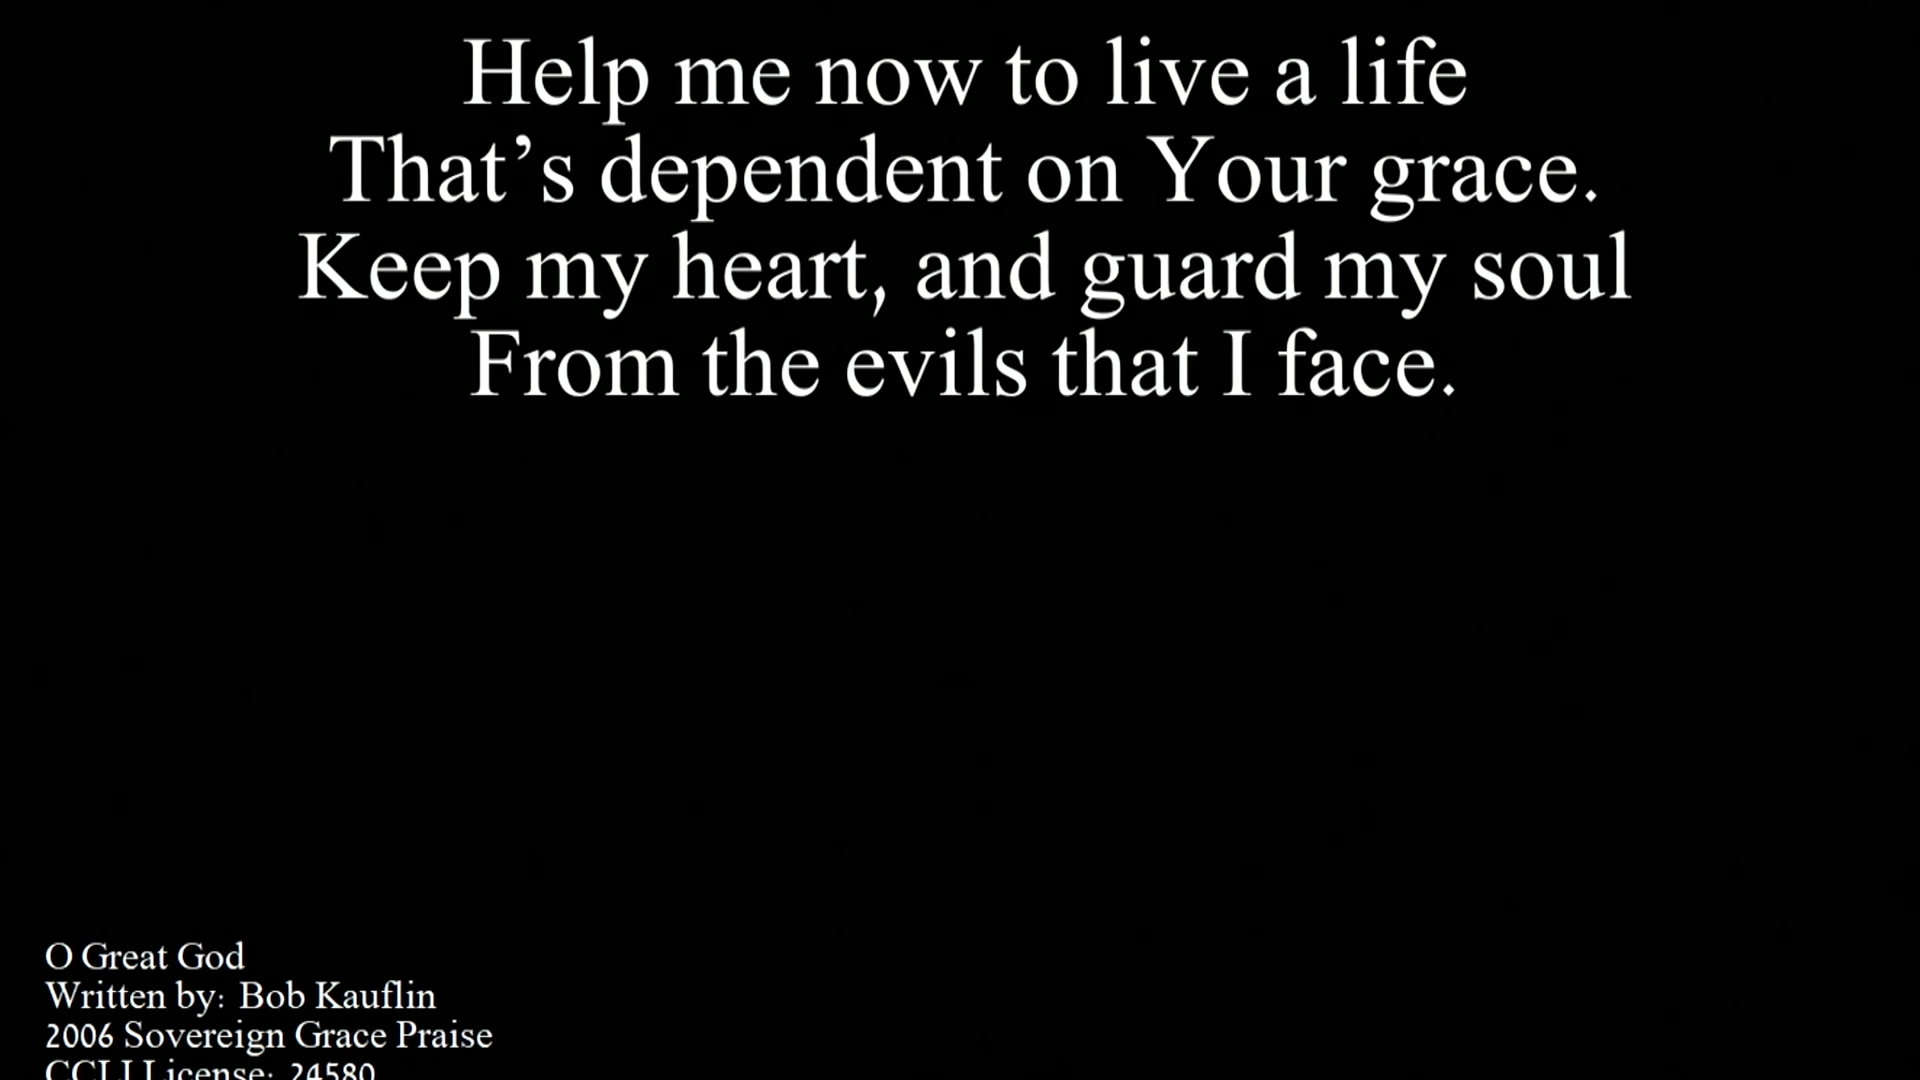 Help me now to live a life
That’s dependent on Your grace.
Keep my heart, and guard my soul
From the evils that I face.
O Great God
Written by: Bob Kauflin
2006 Sovereign Grace Praise
CCLI License: 24580